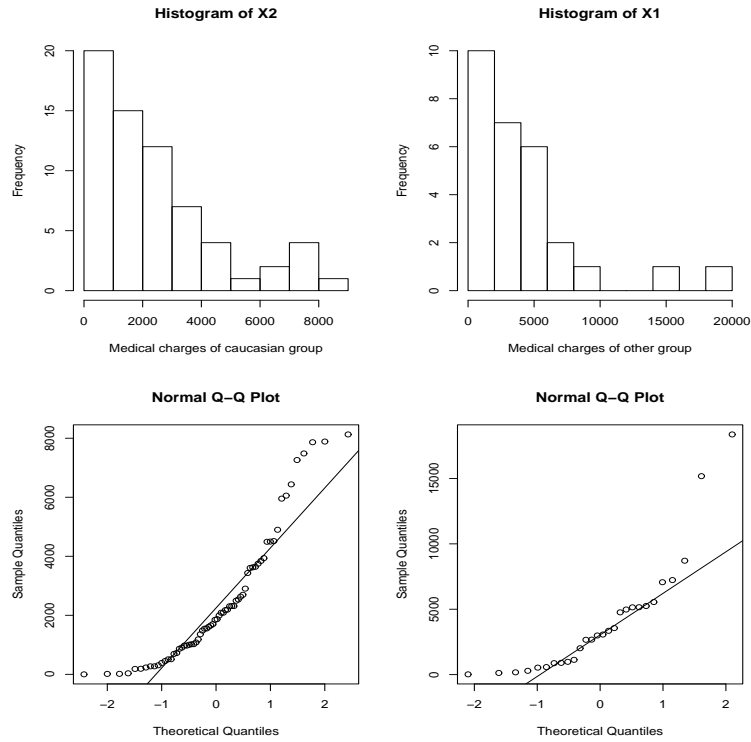 Histogram of X2
Frequency
0 5 10 15 20
0 2000 4000 6000 8000
Medical charges of caucasian group
Histogram of X1
Frequency
0 2 4 6 8 10
0 5000 10000 15000 20000
Medical charges of other group
Normal Q−Q Plot
Sample Quantiles
0 2000 4000 6000 8000
−2 −1 0 1 2
Theoretical Quantiles
Normal Q−Q Plot
Sample Quantiles
0 5000 10000 15000
−2 −1 0 1 2
Theoretical Quantiles